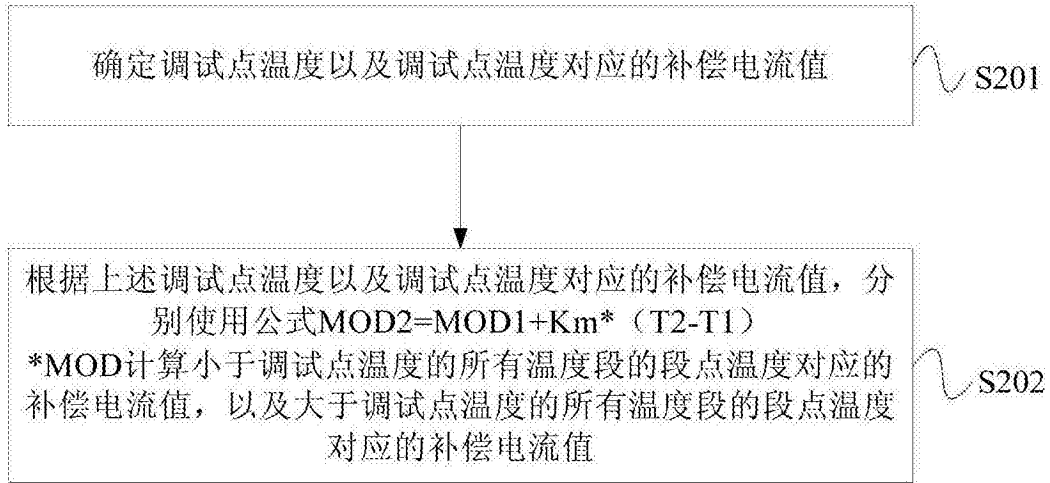 确定调试点温度以及调试点温度对应的补偿电流值
S201
根据上述调试点温度以及调试点温度对应的补偿电流值，分
别使用公式MOD2=MOD1+Km*（T2-T1）
*MOD计算小于调试点温度的所有温度段的段点温度对应的
补偿电流值，以及大于调试点温度的所有温度段的段点温度
对应的补偿电流值
S202